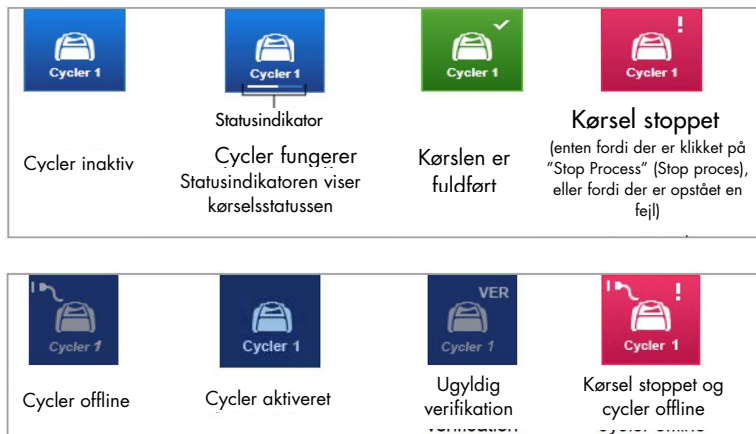 Cycler 1
Cycler 1
Cycler 1
Cycler 1
Statusindikator
Cycler inaktiv
Cycler fungerer
Statusindikatoren viser
kørselsstatussen
Kørslen er
fuldført
Kørsel stoppet
(enten fordi der er klikket på
”Stop Process” (Stop proces),
eller fordi der er opstået en
fejl)
Cycler 1
Cycler 1
VER
Cycler 1
Cycler 1
Cycler offline
Cycler aktiveret
Ugyldig
verifikation
Kørsel stoppet og
cycler offline